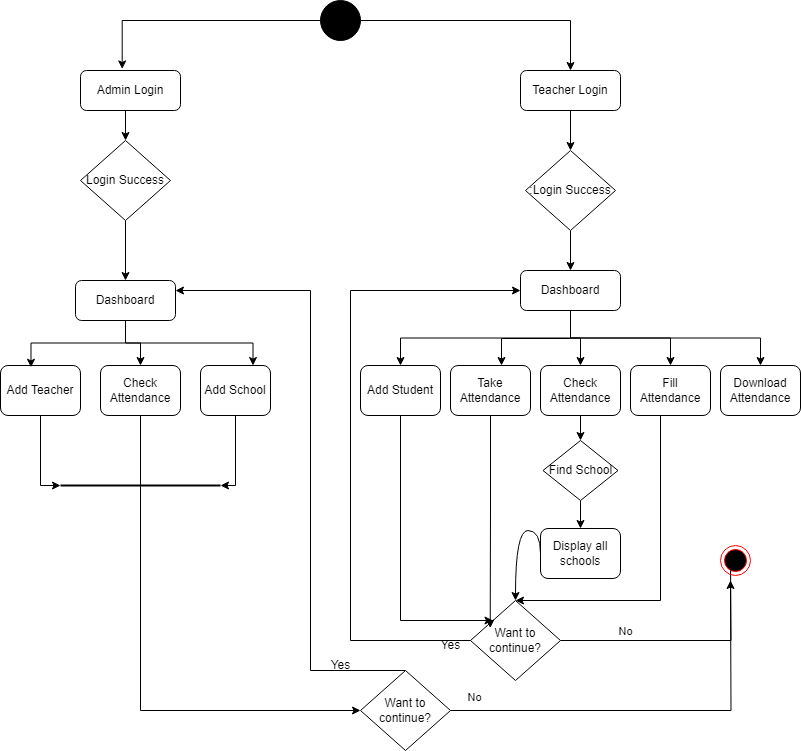 Admin Login
Teacher Login
Login Success
Login Success
Dashboard
Dashboard
Add Teacher
Check
Attendance
Add School
Add Student
Take
Attendance
Check
Attendance
Fill
Attendance
Download
Attendance
Find School
Display all
schools
Want to
continue?
No
Yes
Yes
Want to
continue?
No